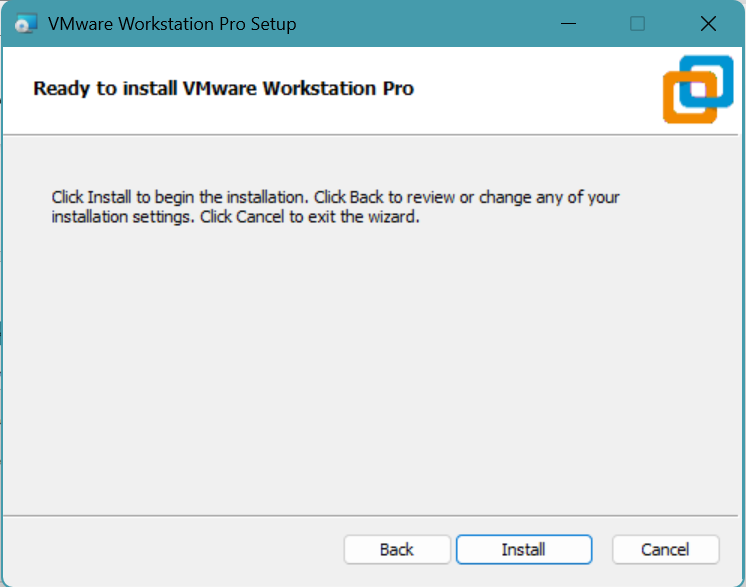 VMware Workstation Pro Setup
Ready to install VMware Workstation Pro
Click Install to begin the installation. Click Back to review or change any of your
installation settings. Click Cancel to exit the wizard.
Back Install Cancel